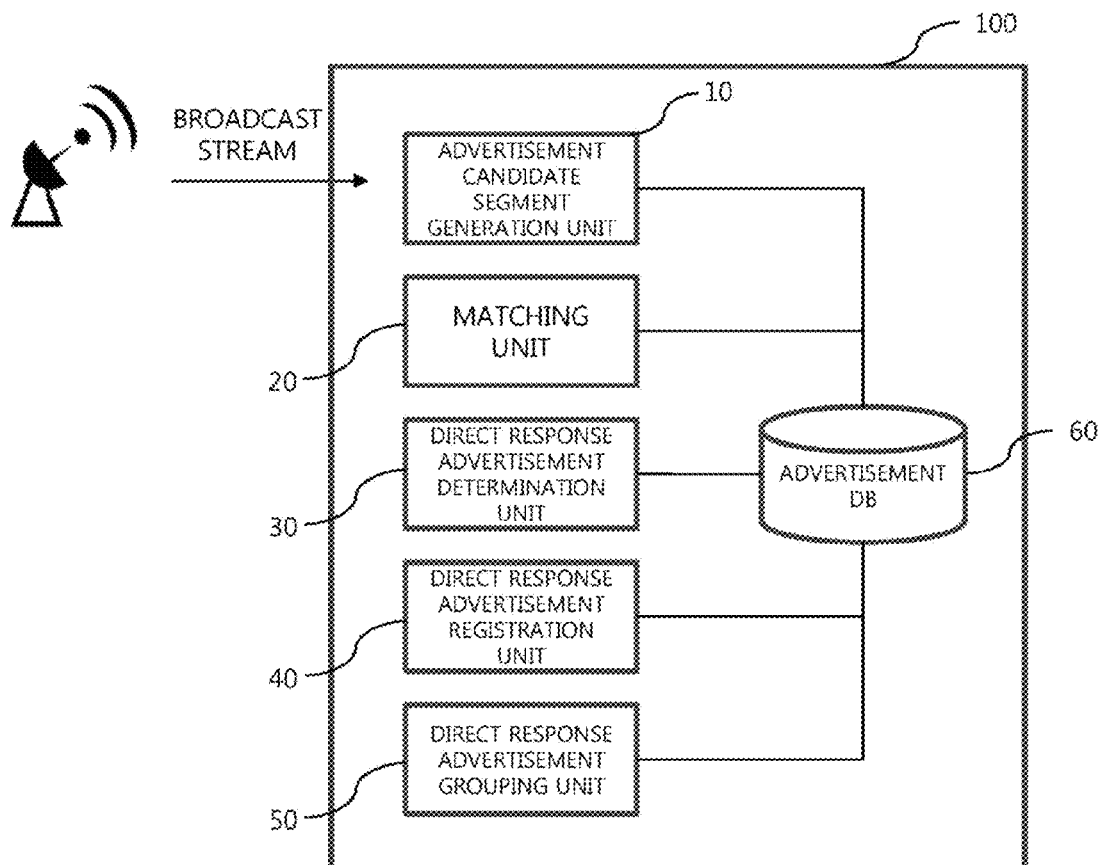 100
10
BROADCAST
STREAM
ADVERTISEMENT
CANDIDATE
SEGMENT
GENERATION UNIT
MATCHING
UNIT
20
DIRECT RESPONSE
ADVERTISEMENT
DETERMINATION
UNIT
30
ADVERTISEMENT
DB
60
DIRECT RESPONSE
ADVERTISEMENT
REGISTRATION
UNIT
40
DIRECT RESPONSE
ADVERTISEMENT
GROUPING UNIT
50